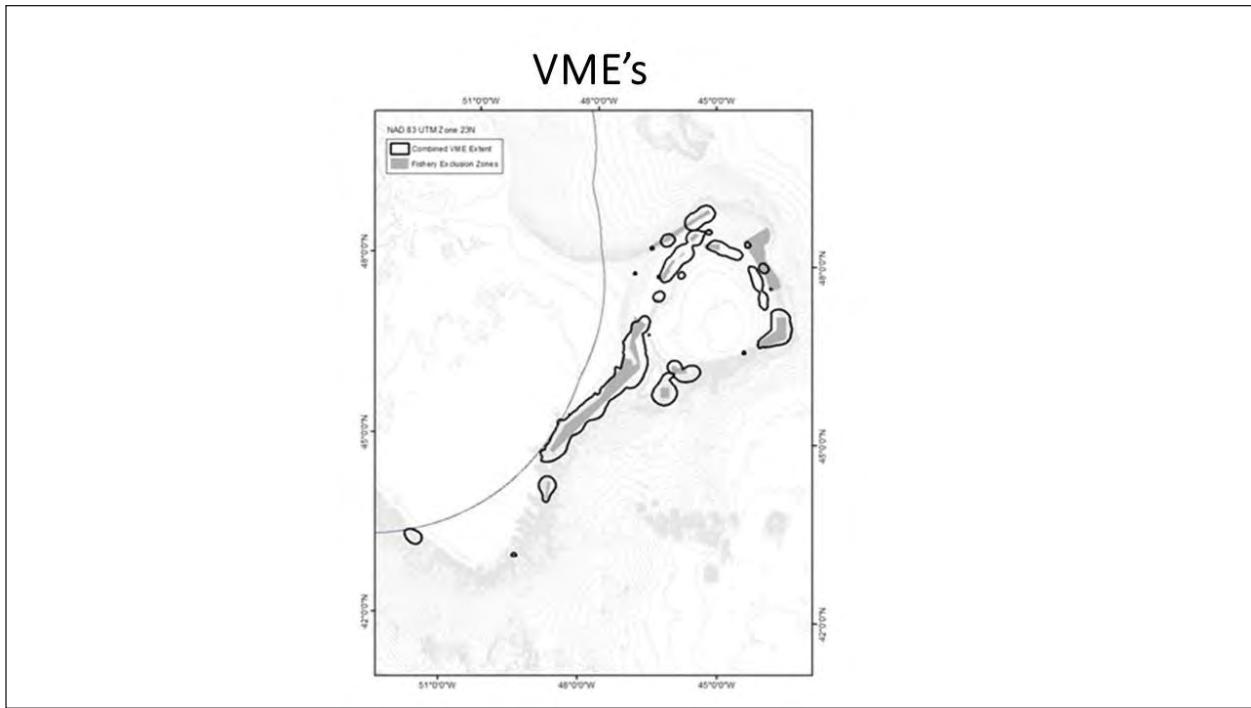 VME's
51°0'0"W 48°0'0"W 45°0'0"W
NAD 83 UTM Zone 23N
Combined VME Extent
Fishery Exclusion Zones
48°0'0"N 48°0'0"N
45°0'0"N 45°0'0"N
42°0'0"N 42°0'0"N
51°0'0"W 48°0'0"W 45°0'0"W